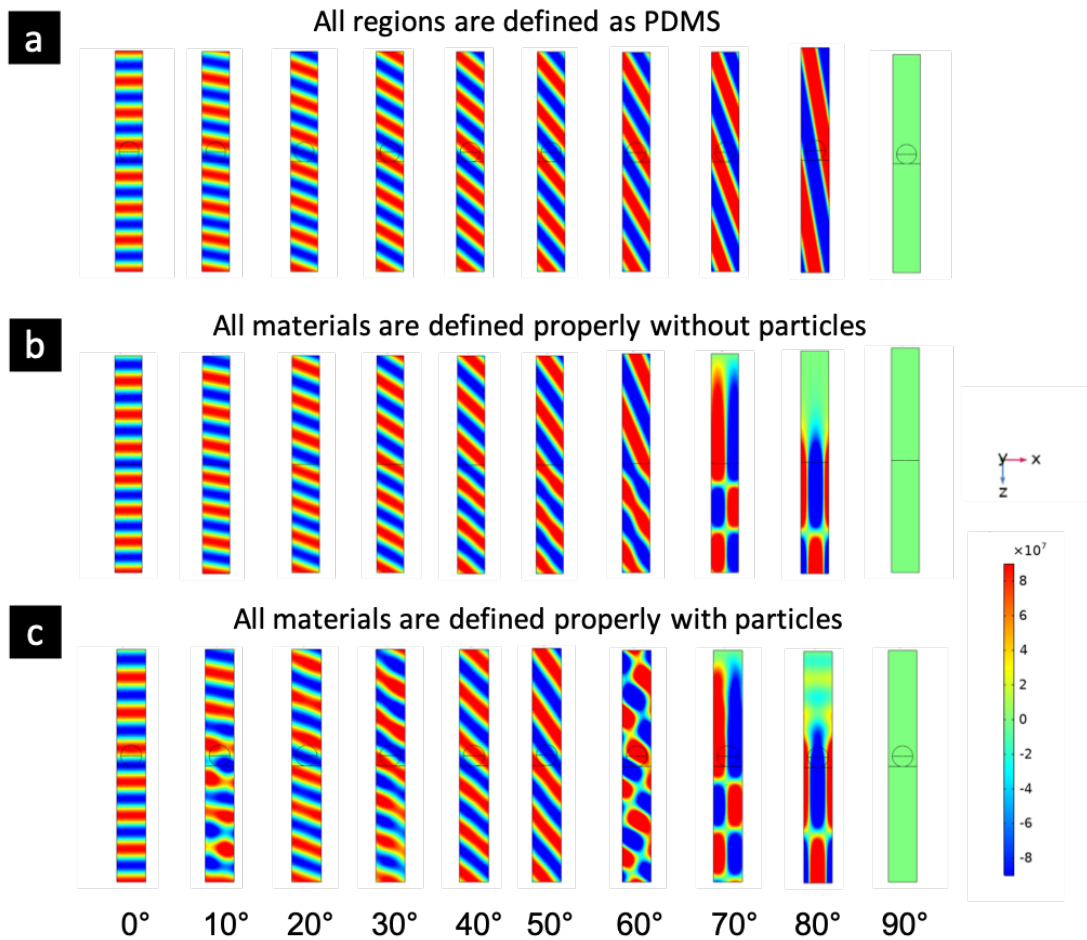 a
All regions are defined as PDMS
b
All materials are defined properly without particles
y x
z
×10⁷
8
6
4
2
0
-2
-4
-6
-8
c
All materials are defined properly with particles
0° 10° 20° 30° 40° 50° 60° 70° 80° 90°